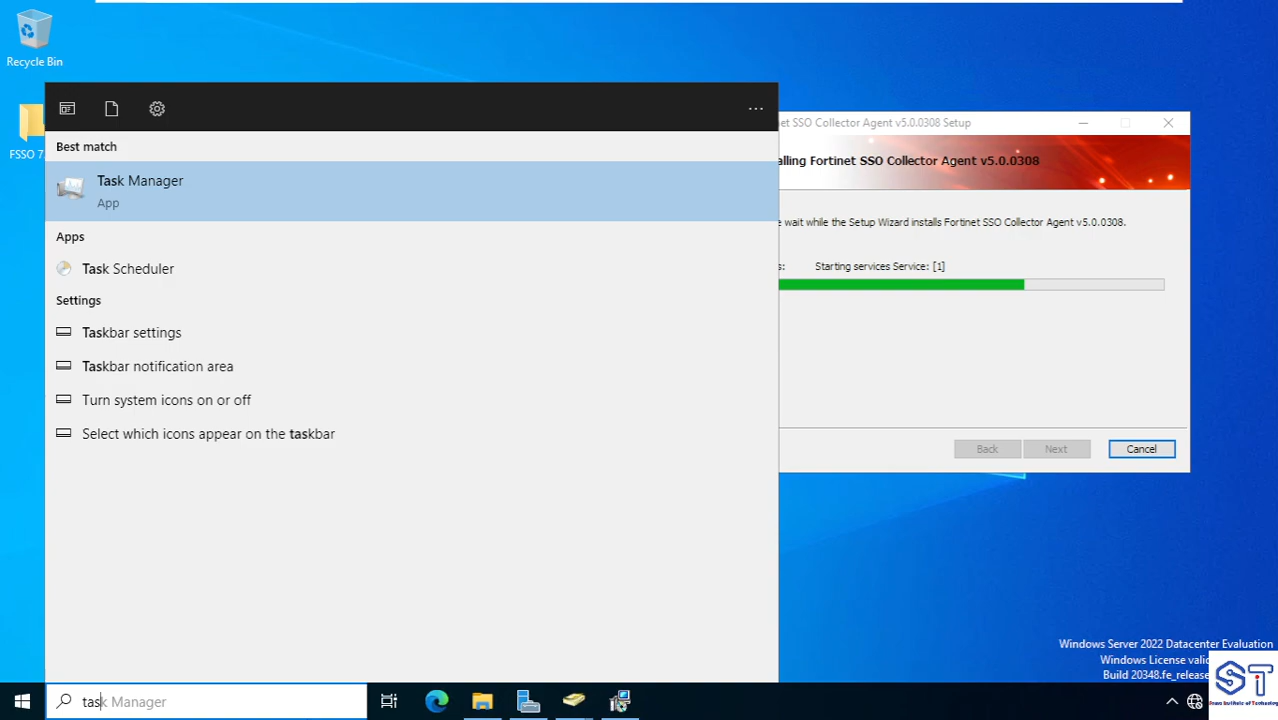 Recycle Bin
FSSO 7.
Best match
Task Manager
App
Apps
Task Scheduler
Settings
Taskbar settings
Taskbar notification area
Turn system icons on or off
Select which icons appear on the taskbar
net SSO Collector Agent v5.0.0308 Setup
alling Fortinet SSO Collector Agent v5.0.0308
e wait while the Setup Wizard installs Fortinet SSO Collector Agent v5.0.0308.
s: Starting services Service: [1]
Back Next Cancel
Windows Server 2022 Datacenter Evaluation
Windows License vali
Build 20348.fe_release
ST
task Manager